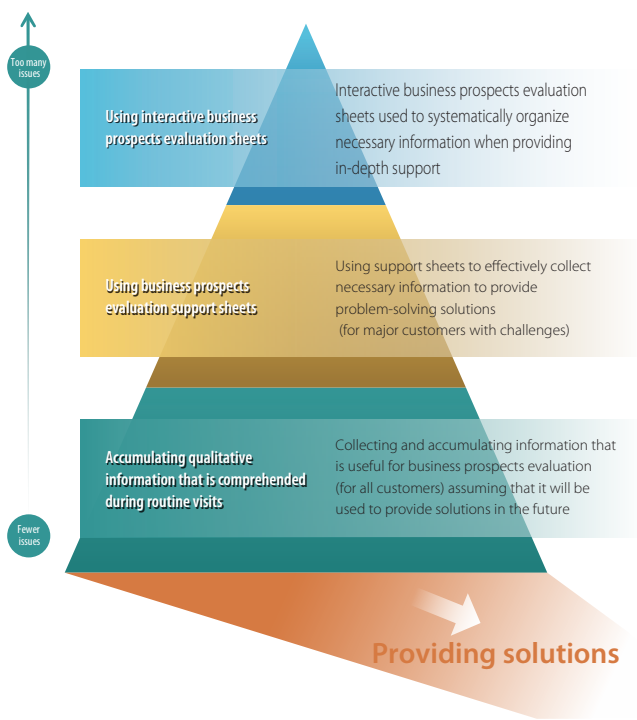 Too many
issues
Using interactive business
prospects evaluation sheets
Interactive business prospects evaluation
sheets used to systematically organize
necessary information when providing
in-depth support
Using business prospects
evaluation support sheets
Using support sheets to effectively collect
necessary information to provide
problem-solving solutions
(for major customers with challenges)
Accumulating qualitative
information that is comprehended
during routine visits
Collecting and accumulating information that
is useful for business prospects evaluation
(for all customers) assuming that it will be
used to provide solutions in the future
Fewer
issues
Providing solutions